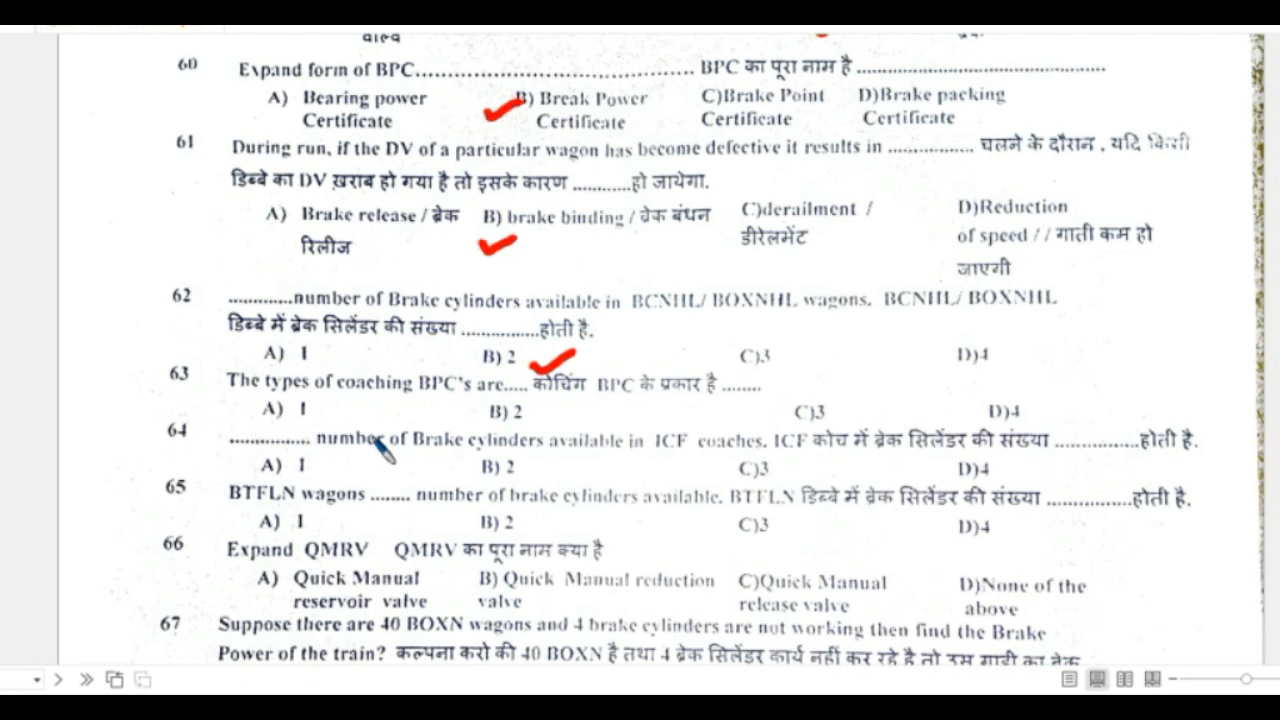 वाल्व
60 Expand form of BPC................................................ BPC का पूरा नाम है ..........................................
A) Bearing power B) Break Power C)Brake Point D)Brake packing
Certificate Certificate Certificate Certificate
61 During run, if the DV of a particular wagon has become defective it results in ............... चलने के दौरान , यदि किसी
डिब्बे का DV ख़राब हो गया है तो इसके कारण ............हो जायेगा.
A) Brake release / ब्रेक B) brake binding / ब्रेक बंधन C)derailment / D)Reduction
रिलीज डीरेलमेंट of speed / / गाती कम हो
जाएगी
62 .............number of Brake cylinders available in BCNHL/ BOXNHL wagons. BCNHL/ BOXNHL
डिब्बे में ब्रेक सिलेंडर की संख्या ...............होती है.
A) 1 B) 2 C)3 D)4
63 The types of coaching BPC's are..... कोचिंग BPC के प्रकार है ........
A) 1 B) 2 C)3 D)4
64 ................ number of Brake cylinders available in ICF coaches. ICF कोच में ब्रेक सिलेंडर की संख्या ................होती है.
A) 1 B) 2 C)3 D)4
65 BTFLN wagons ........ number of brake cylinders available. BTFLN डिब्बे में ब्रेक सिलेंडर की संख्या ................होती है.
A) 1 B) 2 C)3 D)4
66 Expand QMRV QMRV का पूरा नाम क्या है
A) Quick Manual B) Quick Manual reduction C)Quick Manual D)None of the
reservoir valve valve release valve above
67 Suppose there are 40 BOXN wagons and 4 brake cylinders are not working then find the Brake
Power of the train? कल्पना करो की 40 BOXN है तथा 4 ब्रेक सिलेंडर कार्य नहीं कर रहे है तो उस गाड़ी का ब्रेक